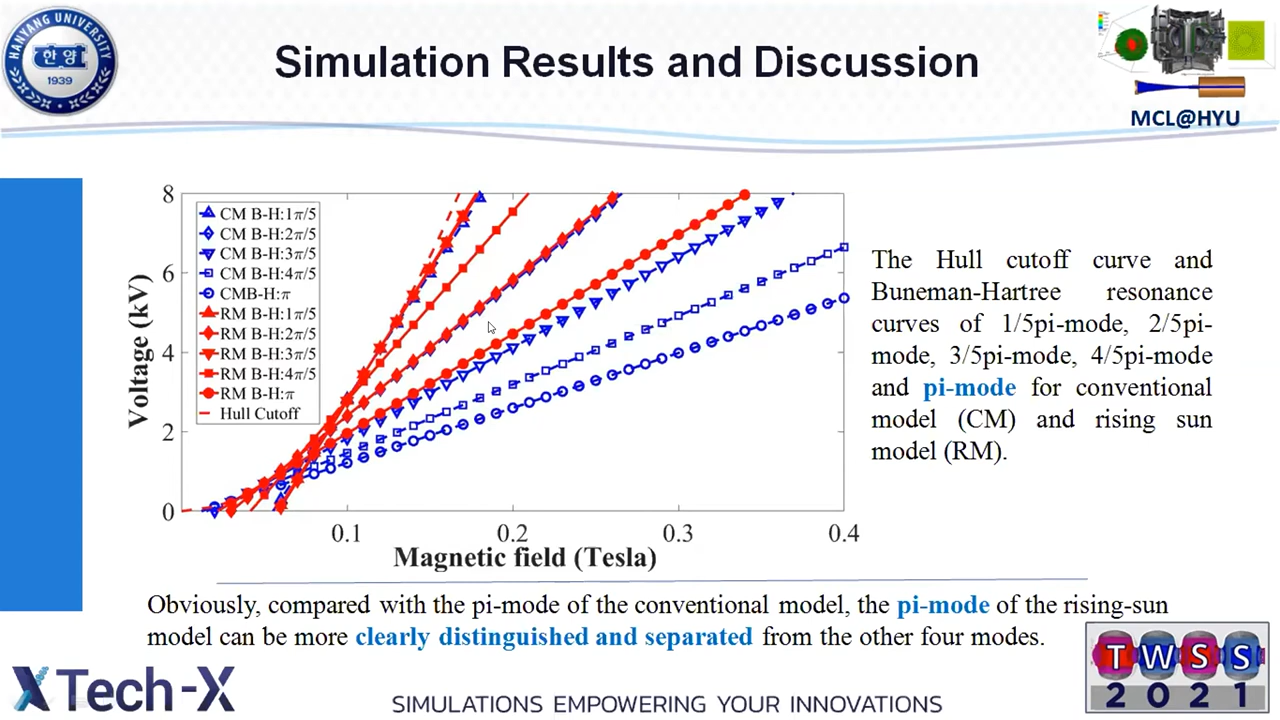 HANYANG UNIVERSITY
한양
1939
Simulation Results and Discussion
MCL@HYU
8
6
4
2
0
Voltage (kV)
CM B-H:1π/5
CM B-H:2π/5
CM B-H:3π/5
CM B-H:4π/5
CMB-H:π
RM B-H:1π/5
RM B-H:2π/5
RM B-H:3π/5
RM B-H:4π/5
RM B-H:π
Hull Cutoff
0.1 0.2 0.3 0.4
Magnetic field (Tesla)
The Hull cutoff curve and
Buneman-Hartree resonance
curves of 1/5pi-mode, 2/5pi-
mode, 3/5pi-mode, 4/5pi-mode
and pi-mode for conventional
model (CM) and rising sun
model (RM).
Obviously, compared with the pi-mode of the conventional model, the pi-mode of the rising-sun
model can be more clearly distinguished and separated from the other four modes.
Tech-X
SIMULATIONS EMPOWERING YOUR INNOVATIONS
TWSS
2021